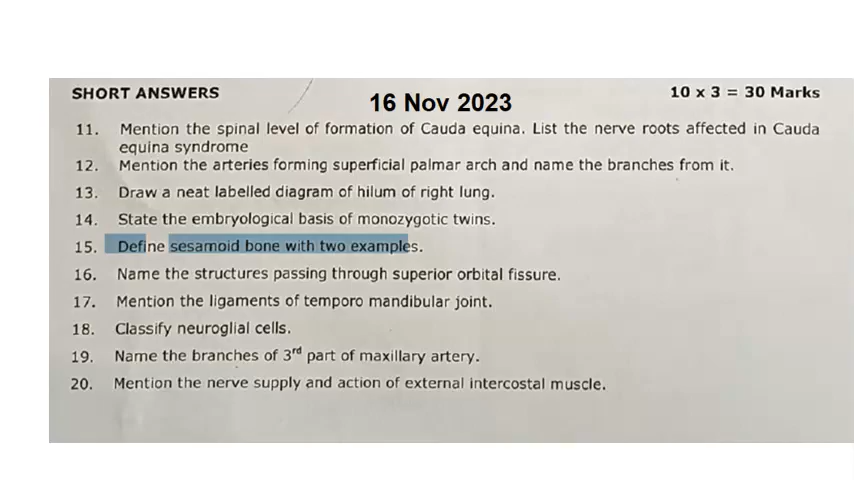 SHORT ANSWERS
16 Nov 2023
10 x 3 = 30 Marks
11. Mention the spinal level of formation of Cauda equina. List the nerve roots affected in Cauda
equina syndrome
12. Mention the arteries forming superficial palmar arch and name the branches from it.
13. Draw a neat labelled diagram of hilum of right lung.
14. State the embryological basis of monozygotic twins.
15. Define sesamoid bone with two examples.
16. Name the structures passing through superior orbital fissure.
17. Mention the ligaments of temporo mandibular joint.
18. Classify neuroglial cells.
19. Name the branches of 3rd part of maxillary artery.
20. Mention the nerve supply and action of external intercostal muscle.